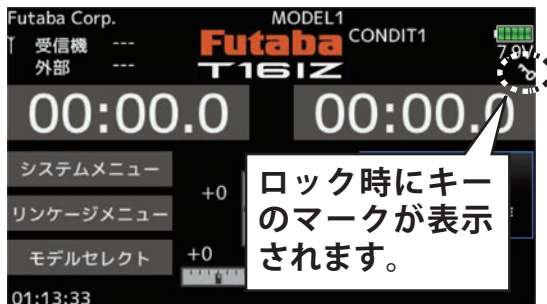 Futaba Corp.
MODEL1
受信機 ---
外部 ---
Futaba
T16IZ
CONDIT1
7.9V
00:00.0
00:00.0
システムメニュー
リンケージメニュー
モデルセレクト
+0
+0
01:13:33
ロック時にキー
のマークが表示
されます。